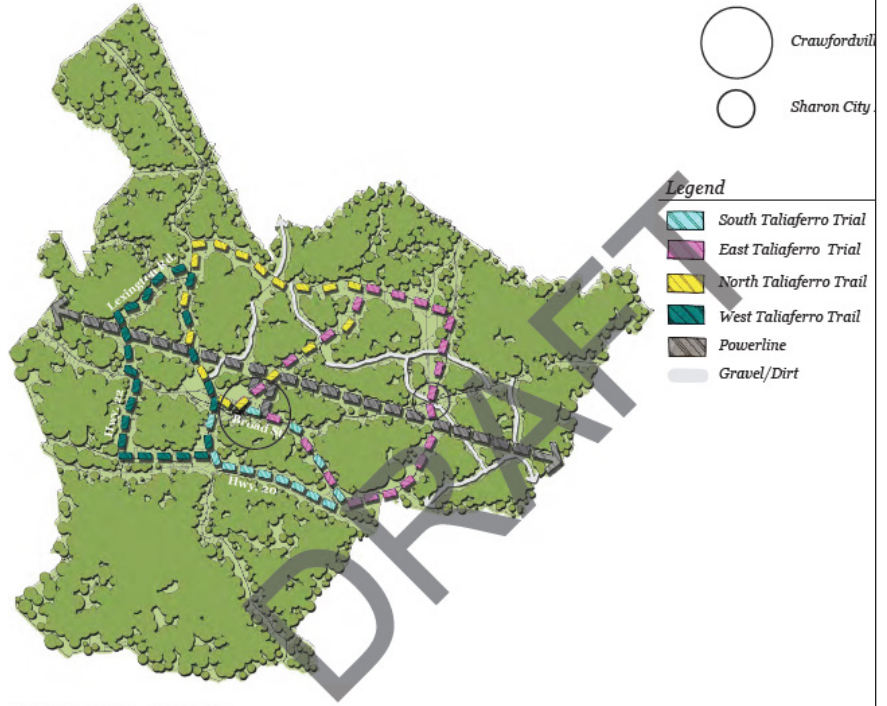 Crawfordvil
Sharon City
Legend
South Taliaferro Trial
East Taliaferro Trial
North Taliaferro Trail
West Taliaferro Trail
Powerline
Gravel/Dirt
Lexington Rd.
Hwy. 22
Broad St
Hwy. 20
DRAFT